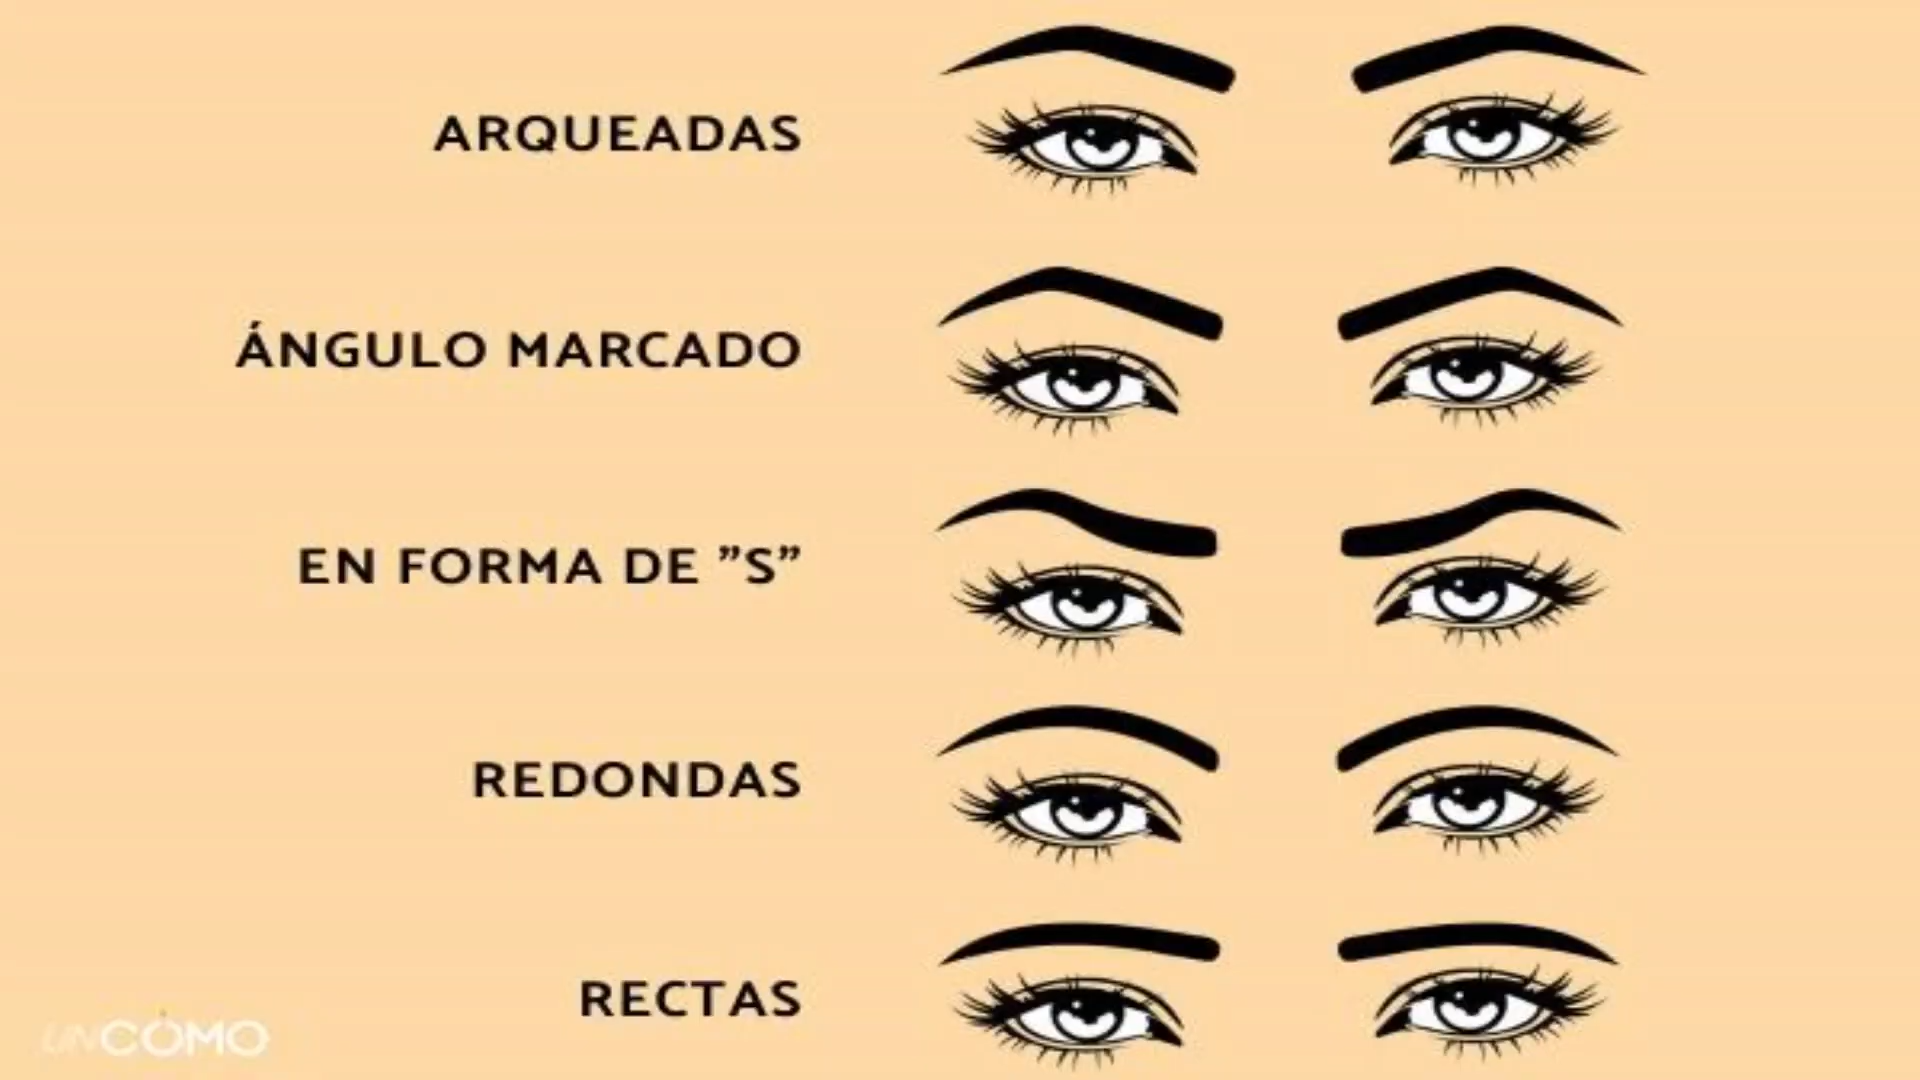 ARQUEADAS
ÁNGULO MARCADO
EN FORMA DE ”S”
REDONDAS
RECTAS
UNCOMO